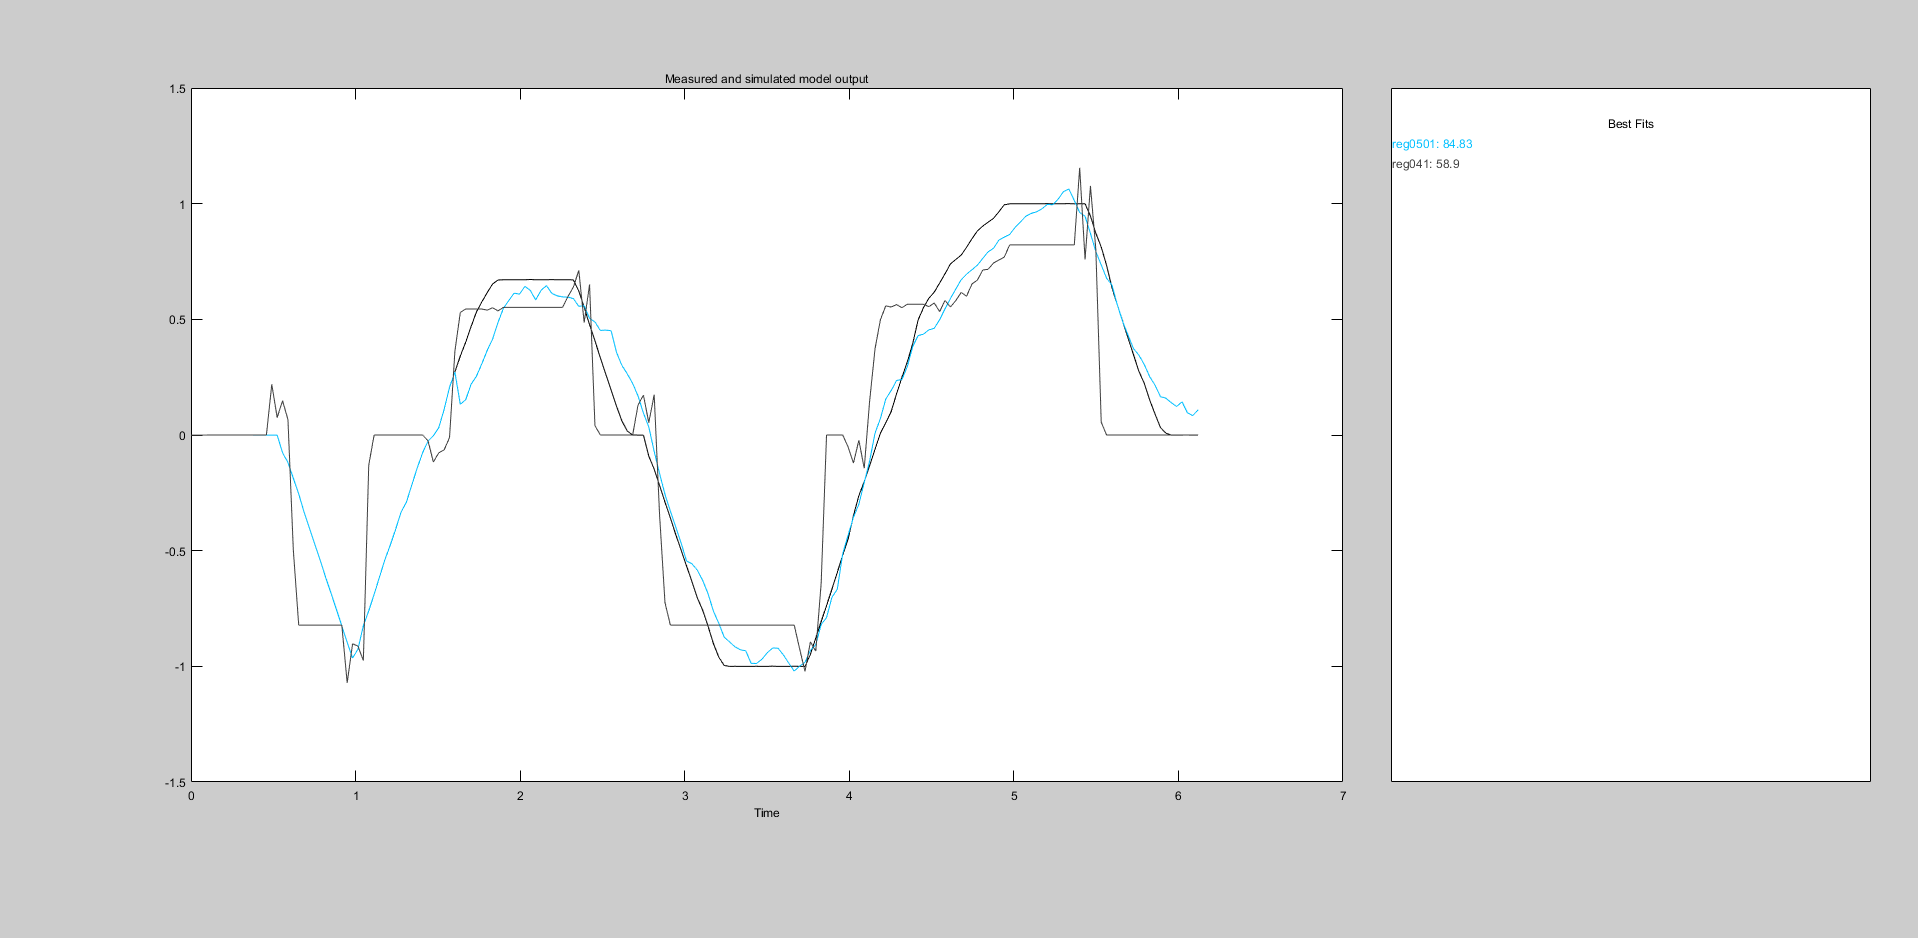 Measured and simulated model output
1.5
1
0.5
0
-0.5
-1
-1.5
0 1 2 3 4 5 6 7
Time
Best Fits
reg0501: 84.83
reg041: 58.9